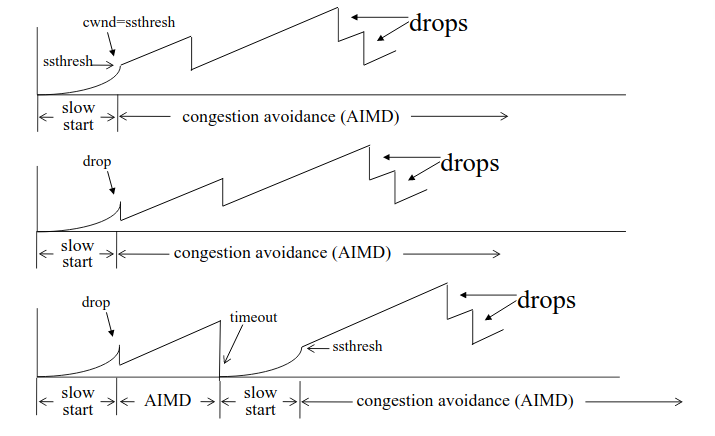 cwnd=ssthresh
drops
ssthresh
slow
start
congestion avoidance (AIMD)
drop
drops
slow
start
congestion avoidance (AIMD)
drop
timeout
drops
ssthresh
slow
start
AIMD
slow
start
congestion avoidance (AIMD)